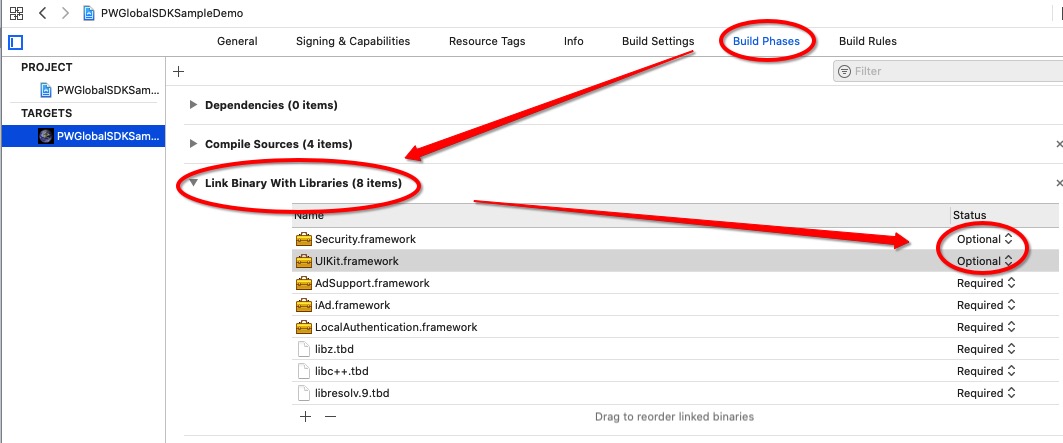 PWGlobalSDKSampleDemo
General Signing & Capabilities Resource Tags Info Build Settings Build Phases Build Rules
PROJECT
PWGlobalSDKSam...
TARGETS
PWGlobalSDKSam...
Filter
Dependencies (0 items)
Compile Sources (4 items)
Link Binary With Libraries (8 items)
Name Status
Security.framework Optional
UIKit.framework Optional
AdSupport.framework Required
iAd.framework Required
LocalAuthentication.framework Required
libz.tbd Required
libc++.tbd Required
libresolv.9.tbd Required
Drag to reorder linked binaries